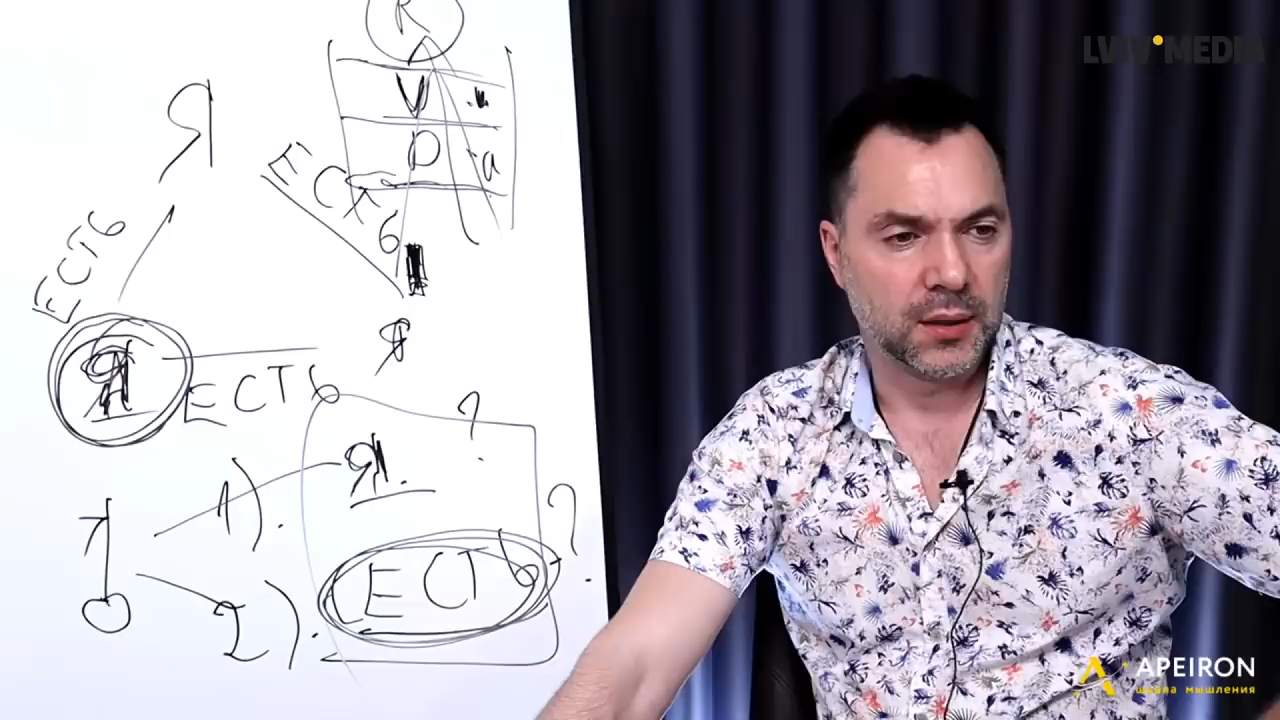 R
LVIV MEDIA
Я
V
D
а
ЕСТЬ
ЕСТЬ
Я
Я
ЕСТЬ
?
1). Я.
?
2). ЕСТЬ
APEIRON
школа мышления